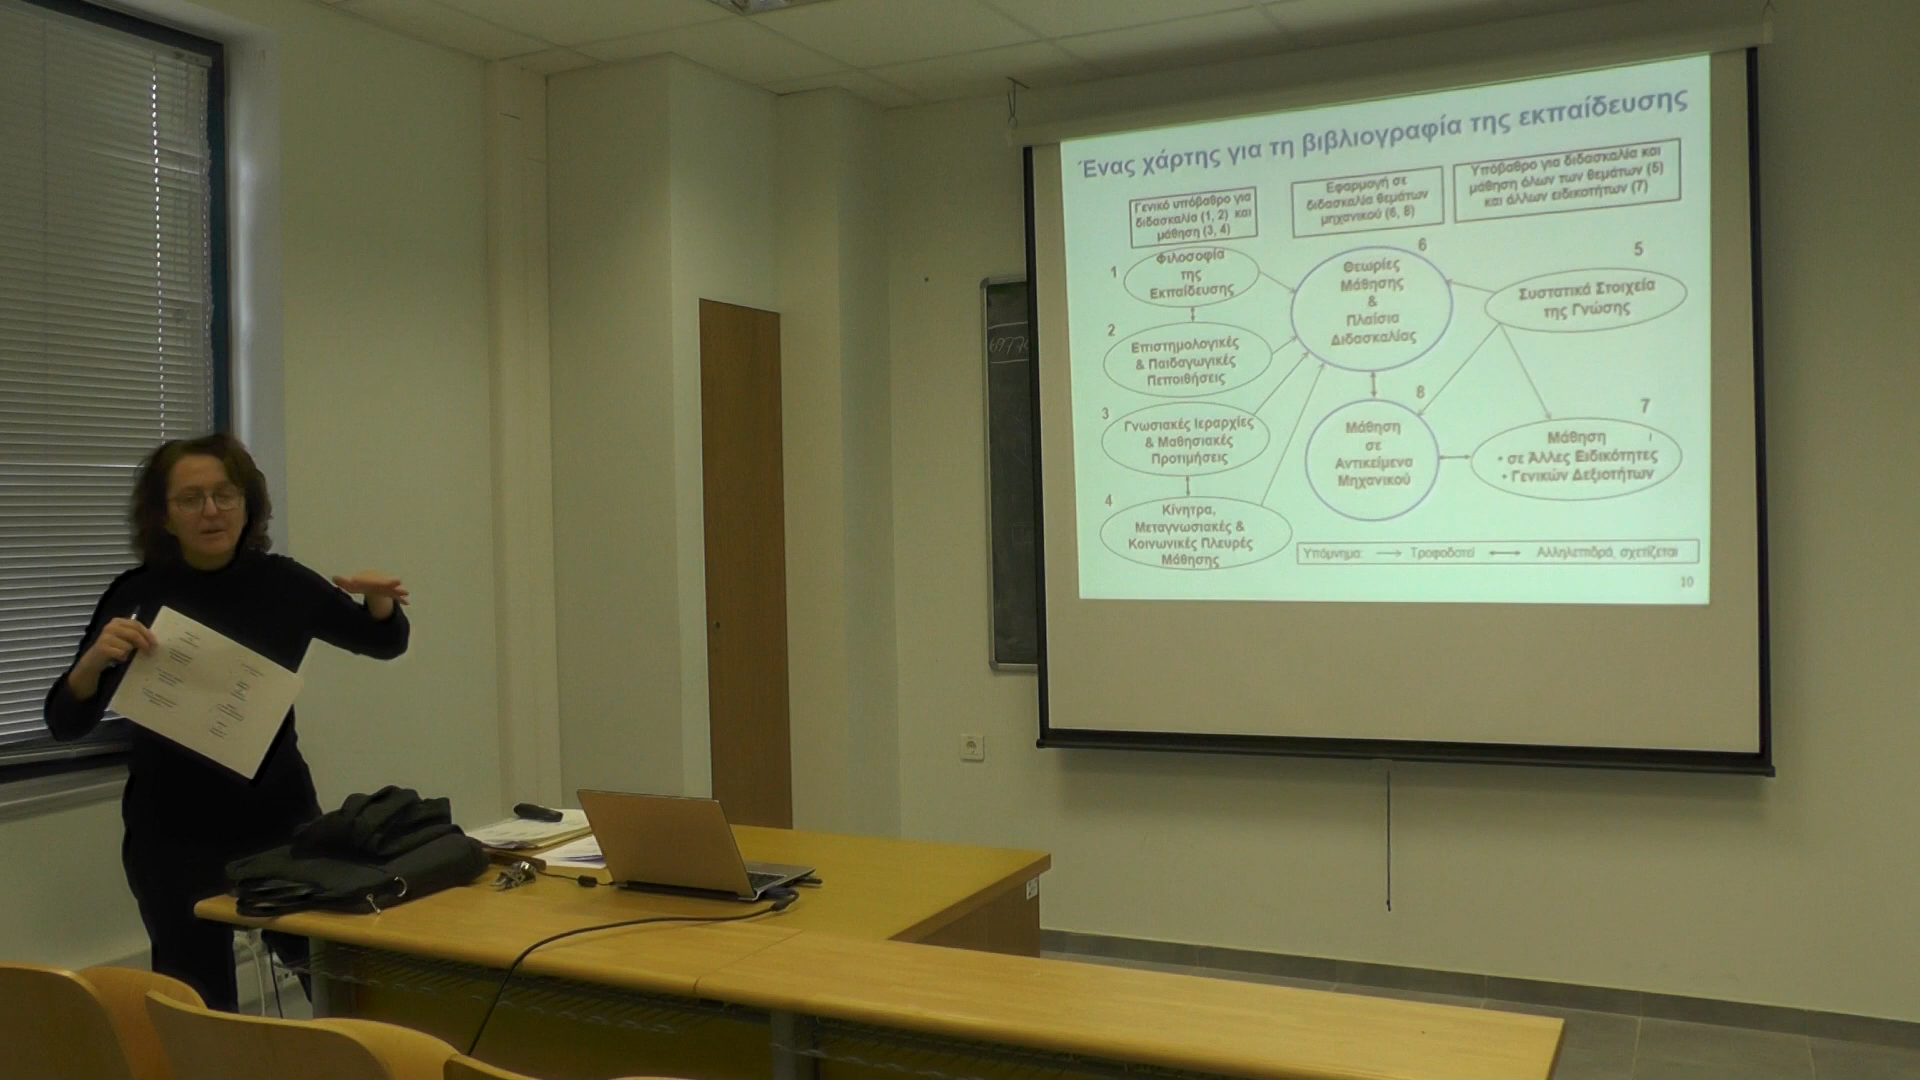 Ένας χάρτης για τη βιβλιογραφία της εκπαίδευσης
Γενικό υπόβαθρο για
διδασκαλία (1, 2) και
μάθηση (3, 4)
Εφαρμογή σε
διδασκαλία θεμάτων
μηχανικού (6, 8)
Υπόβαθρο για διδασκαλία και
μάθηση όλων των θεμάτων (5)
και άλλων ειδικοτήτων (7)
1
Φιλοσοφία
της
Εκπαίδευσης
2
Επιστημολογικές
& Παιδαγωγικές
Πεποιθήσεις
3
Γνωσιακές Ιεραρχίες
& Μαθησιακές
Προτιμήσεις
4
Κίνητρα,
Μεταγνωσιακές &
Κοινωνικές Πλευρές
Μάθησης
6
Θεωρίες
Μάθησης
&
Πλαίσια
Διδασκαλίας
5
Συστατικά Στοιχεία
της Γνώσης
8
Μάθηση
σε
Αντικείμενα
Μηχανικού
7
Μάθηση
• σε Άλλες Ειδικότητες
• Γενικών Δεξιοτήτων
Υπόμνημα: Τροφοδοτεί Αλληλεπιδρά, σχετίζεται
10